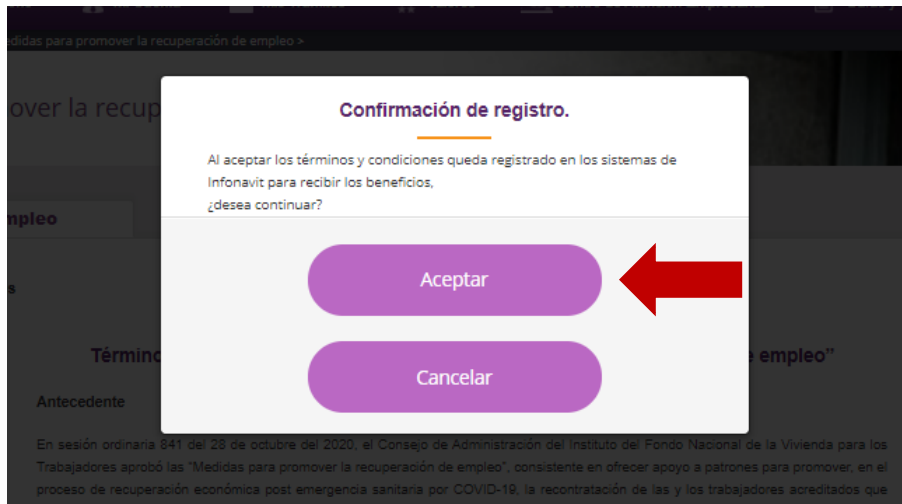 edidas para promover la recuperación de empleo >
over la recup
Confirmación de registro.
Al aceptar los términos y condiciones queda registrado en los sistemas de
Infonavit para recibir los beneficios,
¿desea continuar?
mpleo
Aceptar
s
Cancelar
Término
e empleo”
Antecedente
En sesión ordinaria 841 del 28 de octubre del 2020, el Consejo de Administración del Instituto del Fondo Nacional de la Vivienda para los
Trabajadores aprobó las “Medidas para promover la recuperación de empleo”, consistente en ofrecer apoyo a patrones para promover, en el
proceso de recuperación económica post emergencia sanitaria por COVID-19, la recontratación de las y los trabajadores acreditados que